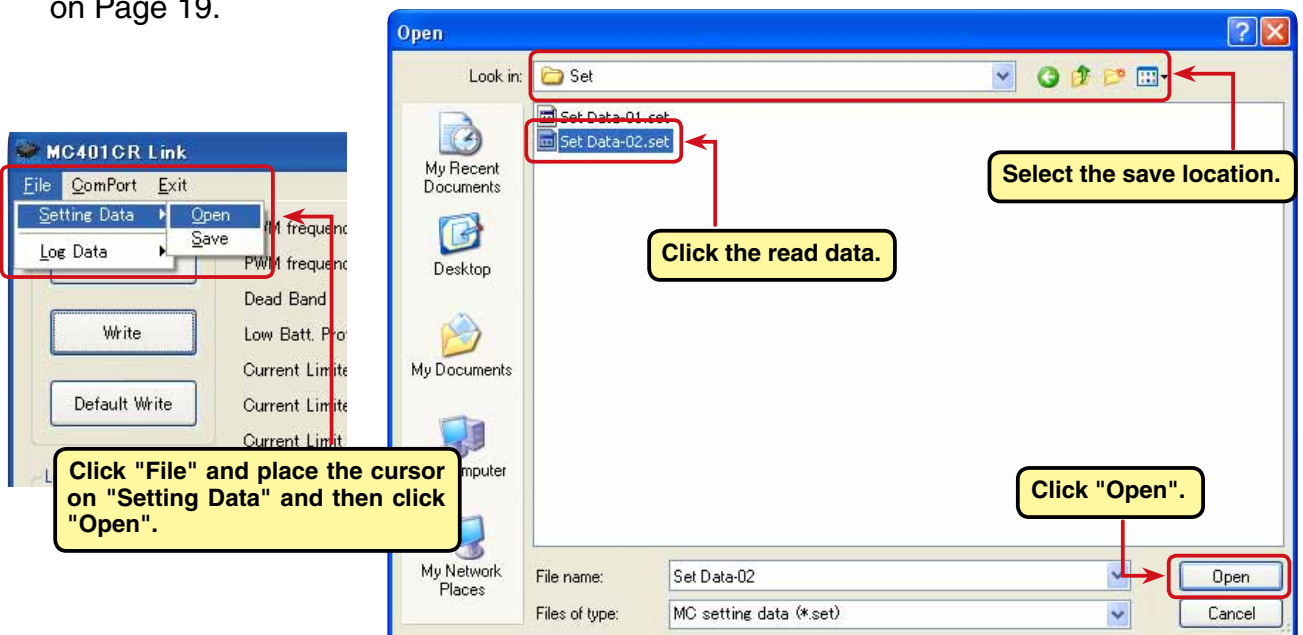 on Page 19.
MC401CR Link
File ComPort Exit
Setting Data
Open
Save
Log Data
PWM frequenc
Dead Band
Write
Low Batt. Pro
Current Limite
Default Write
Current Limite
Current Limit
Click "File" and place the cursor
on "Setting Data" and then click
"Open".
Open
Look in: Set
My Recent
Documents
Desktop
My Documents
mputer
My Network
Places
Set Data-01.set
Set Data-02.set
Select the save location.
Click the read data.
Click "Open".
File name: Set Data-02 Open
Files of type: MC setting data (*.set) Cancel